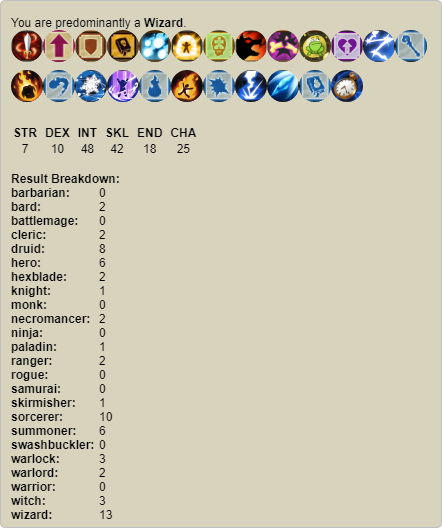 You are predominantly a Wizard.
STR DEX INT SKL END CHA
7 10 48 42 18 25
Result Breakdown:
barbarian: 0
bard: 2
battlemage: 0
cleric: 2
druid: 8
hero: 6
hexblade: 2
knight: 1
monk: 0
necromancer: 2
ninja: 0
paladin: 1
ranger: 2
rogue: 0
samurai: 0
skirmisher: 1
sorcerer: 10
summoner: 6
swashbuckler: 0
warlock: 3
warlord: 2
warrior: 0
witch: 3
wizard: 13